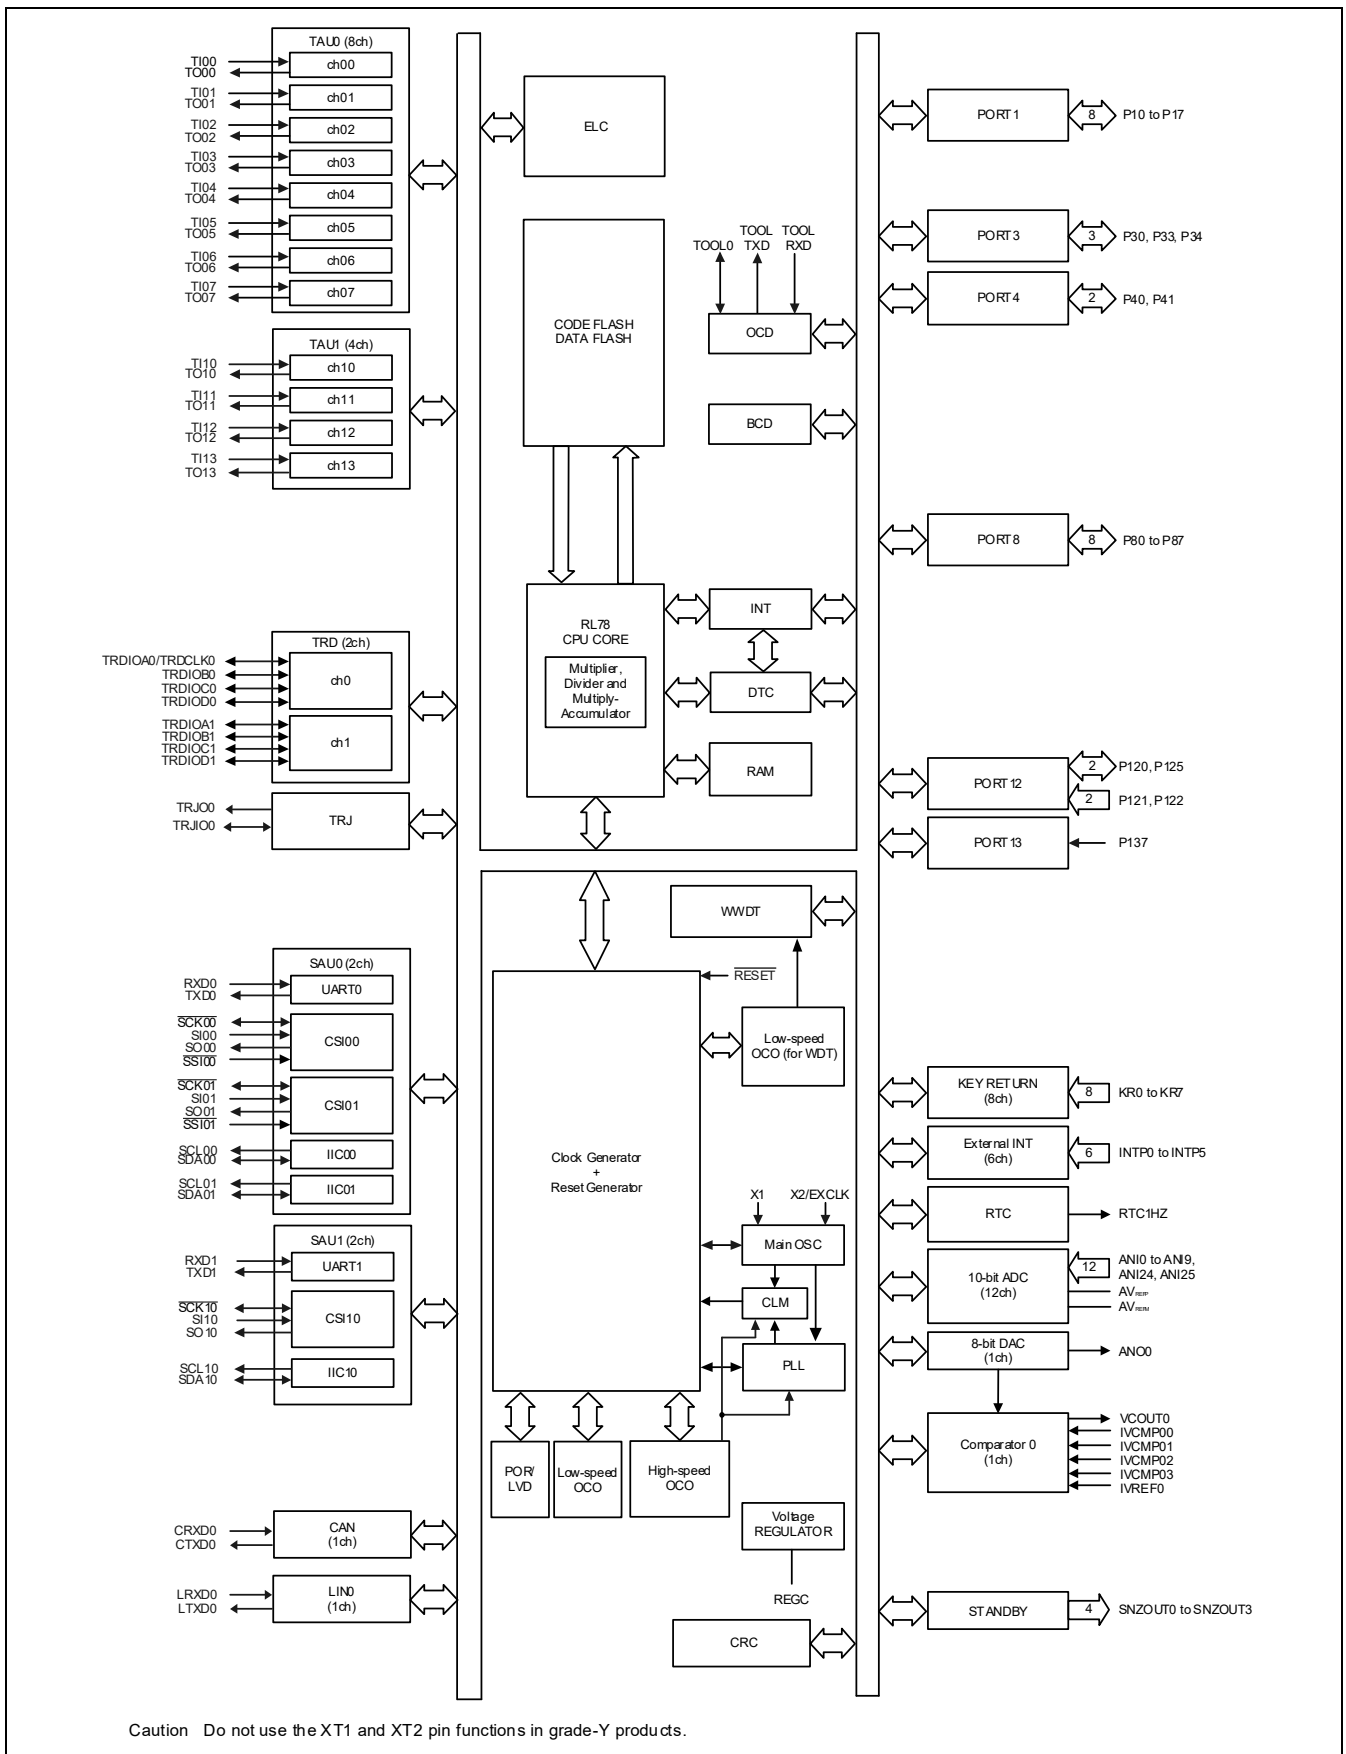 TAU0 (8ch)
TI00
TO00
ch00
TI01
TO01
ch01
TI02
TO02
ch02
TI03
TO03
ch03
TI04
TO04
ch04
TI05
TO05
ch05
TI06
TO06
ch06
TI07
TO07
ch07
TAU1 (4ch)
TI10
TO10
ch10
TI11
TO11
ch11
TI12
TO12
ch12
TI13
TO13
ch13
TRD (2ch)
TRDIOA0/TRDCLK0
TRDIOB0
TRDIOC0
TRDIOD0
ch0
TRDIOA1
TRDIOB1
TRDIOC1
TRDIOD1
ch1
TRJO0
TRJIO0
TRJ
SAU0 (2ch)
RXD0
TXD0
UART0
SCK00
SI00
SO00
SSI00
CSI00
SCK01
SI01
SO01
SSI01
CSI01
SCL00
SDA00
IIC00
SCL01
SDA01
IIC01
SAU1 (2ch)
RXD1
TXD1
UART1
SCK10
SI10
SO10
CSI10
SCL10
SDA10
IIC10
CRXD0
CTXD0
CAN
(1ch)
LRXD0
LTXD0
LIN0
(1ch)
ELC
CODE FLASH
DATA FLASH
TOOL0
TOOL
TXD
TOOL
RXD
OCD
BCD
RL78
CPU CORE
Multiplier,
Divider and
Multiply-
Accumulator
INT
DTC
RAM
WWDT
RESET
Low-speed
OCO (for WDT)
Clock Generator
+
Reset Generator
X1
X2/EXCLK
Main OSC
CLM
PLL
POR/
LVD
Low-speed
OCO
High-speed
OCO
Voltage
REGULATOR
REGC
CRC
PORT1
8
P10 to P17
PORT3
3
P30, P33, P34
PORT4
2
P40, P41
PORT8
8
P80 to P87
PORT12
2
P120, P125
2
P121, P122
PORT13
P137
KEY RETURN
(8ch)
8
KR0 to KR7
External INT
(6ch)
6
INTP0 to INTP5
RTC
RTC1HZ
10-bit ADC
(12ch)
12
ANI0 to ANI9,
ANI24, ANI25
AVREFP
AVREFM
8-bit DAC
(1ch)
ANO0
Comparator 0
(1ch)
VCOUT0
IVCMP00
IVCMP01
IVCMP02
IVCMP03
IVREF0
STANDBY
4
SNZOUT0 to SNZOUT3
Caution Do not use the XT1 and XT2 pin functions in grade-Y products.